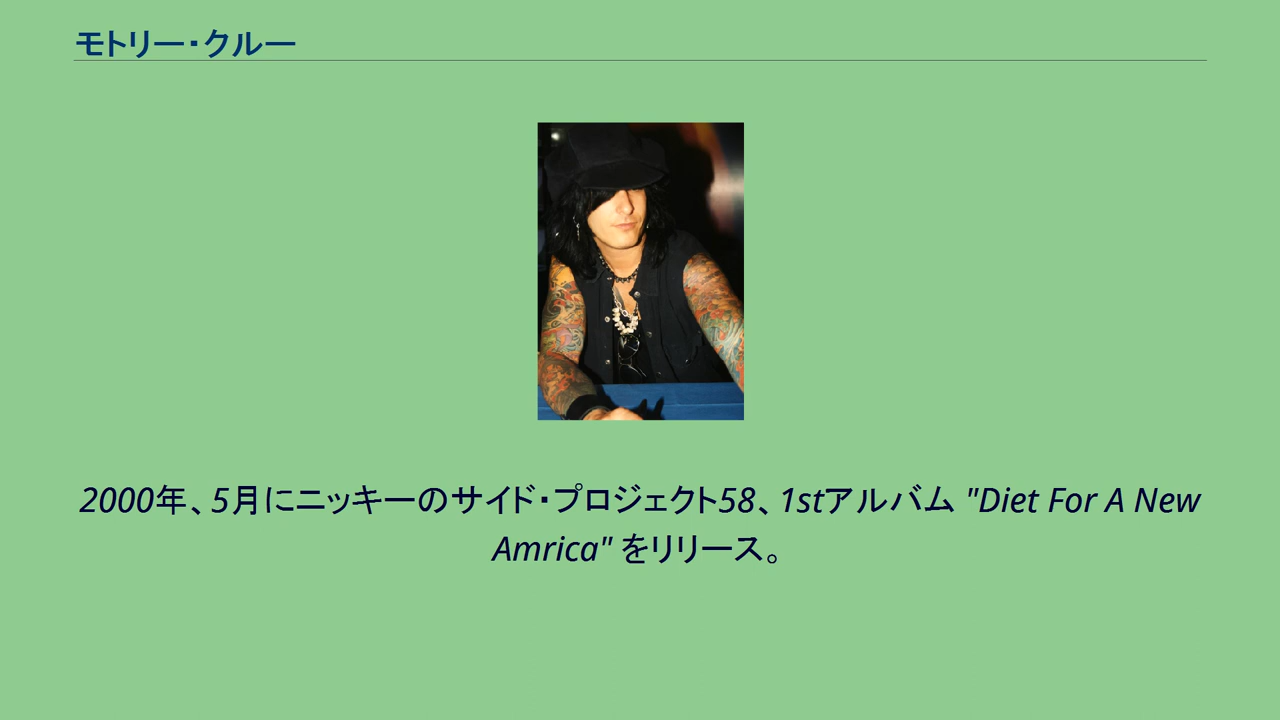 モトリー・クルー
2000年、5月にニッキーのサイド・プロジェクト58、1stアルバム "Diet For A New
Amrica" をリリース。